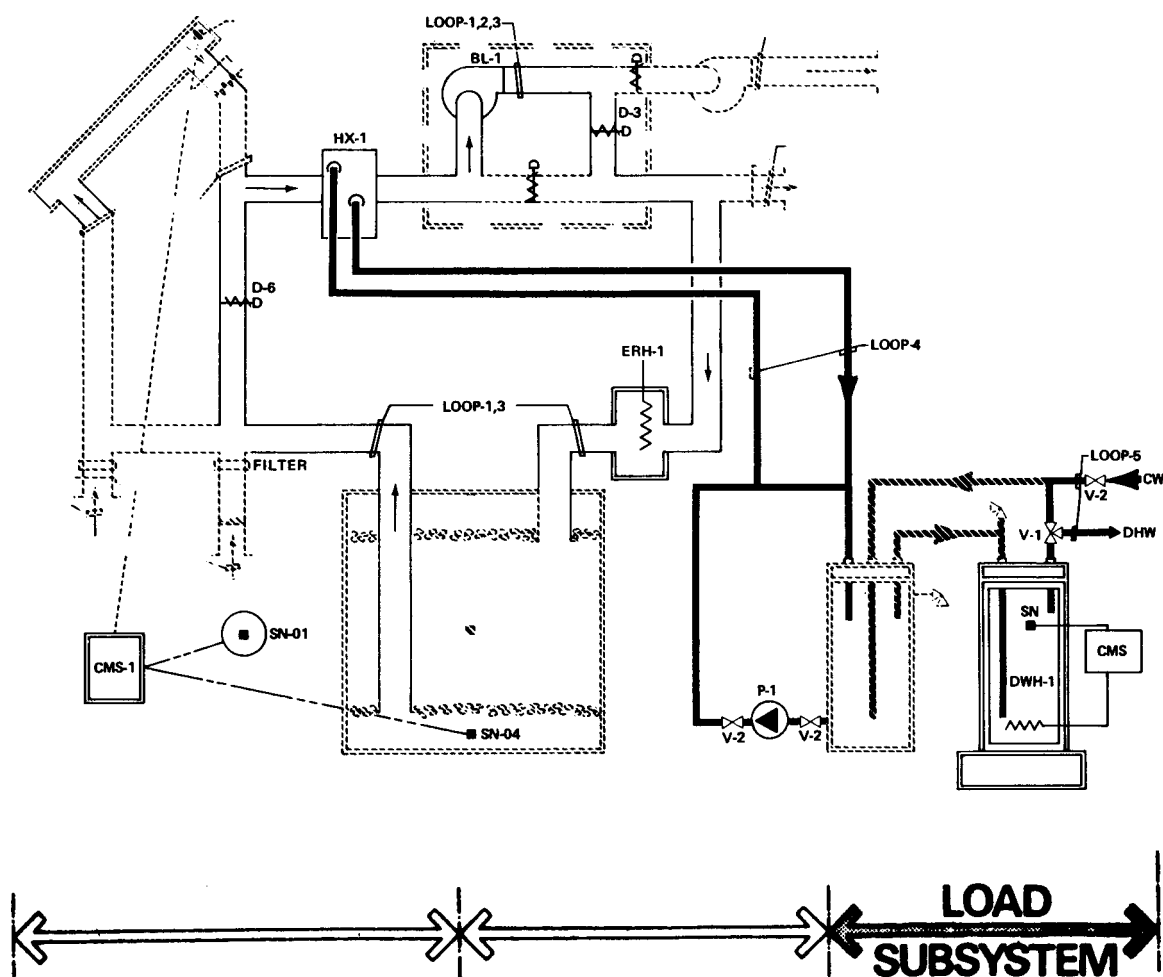 LOOP-1,2,3
BL-1
D
D-3
D
HX-1
D
D-6
D
ERH-1
LOOP-4
LOOP-1,3
FILTER
LOOP-5
CW
V-2
V-1
DHW
SN-01
SN
CMS-1
CMS
DWH-1
P-1
SN-04
V-2
V-2
LOAD
SUBSYSTEM